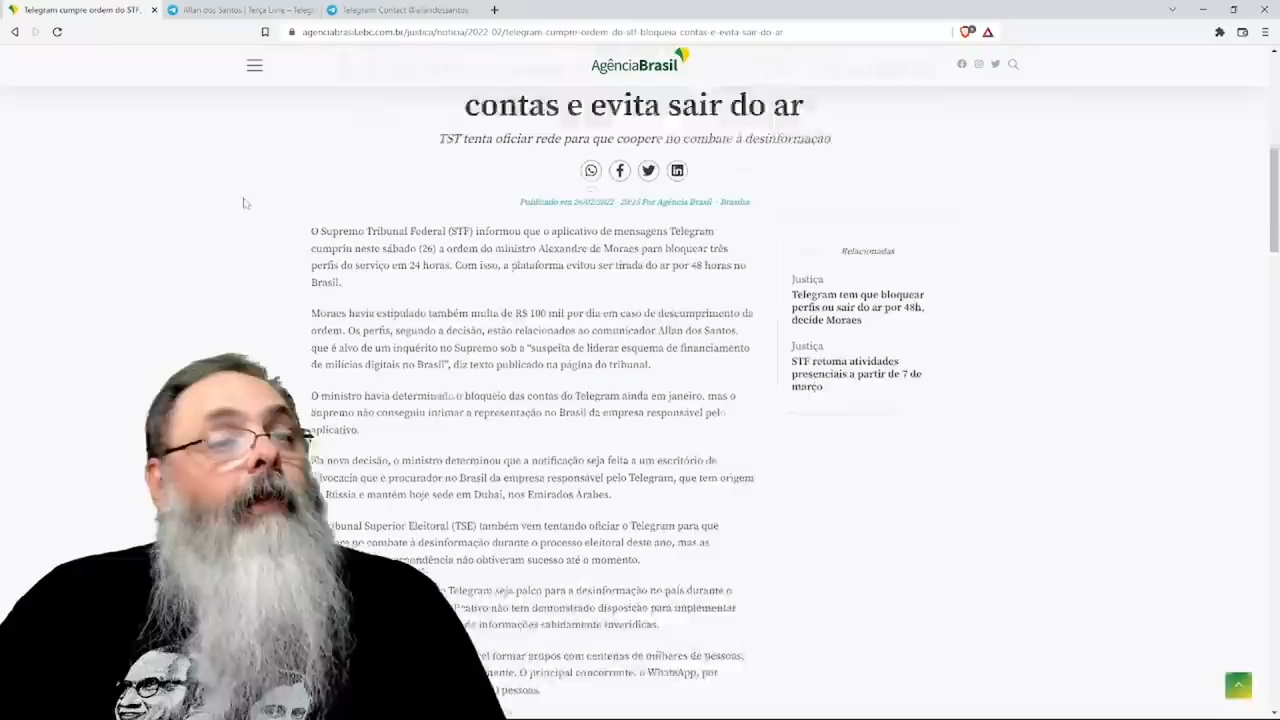 Telegram cumpre ordem do STF,
Allan dos Santos | Terça Livre – Telegr
Telegram: Contact @allandossantos
agenciabrasil.ebc.com.br/justica/noticia/2022-02/telegram-cumpre-ordem-do-stf-bloqueia-contas-e-evita-sair-do-ar
AgênciaBrasil
contas e evita sair do ar
TST tenta oficiar rede para que coopere no combate à desinformação
Publicado em 26/02/2022 - 20:15 Por Agência Brasil - Brasília
O Supremo Tribunal Federal (STF) informou que o aplicativo de mensagens Telegram
cumpriu neste sábado (26) a ordem do ministro Alexandre de Moraes para bloquear três
perfis do serviço em 24 horas. Com isso, a plataforma evitou ser tirada do ar por 48 horas no
Brasil.
Moraes havia estipulado também multa de R$ 100 mil por dia em caso de descumprimento da
ordem. Os perfis, segundo a decisão, estão relacionados ao comunicador Allan dos Santos,
que é alvo de um inquérito no Supremo sob a "suspeita de liderar esquema de financiamento
de milícias digitais no Brasil", diz texto publicado na página do tribunal.
O ministro havia determinado o bloqueio das contas do Telegram ainda em janeiro, mas o
Supremo não conseguiu intimar a representação no Brasil da empresa responsável pelo
aplicativo.
a nova decisão, o ministro determinou que a notificação seja feita a um escritório de
dvocacia que é procurador no Brasil da empresa responsável pelo Telegram, que tem origem
Rússia e mantém hoje sede em Dubai, nos Emirados Árabes.
bunal Superior Eleitoral (TSE) também vem tentando oficiar o Telegram para que
no combate à desinformação durante o processo eleitoral deste ano, mas as
pendência não obtiveram sucesso até o momento.
Telegram seja palco para a desinformação no país durante o
icativo não tem demonstrado disposição para implementar
de informações sabidamente inverídicas.
el formar grupos com centenas de milhares de pessoas,
mente. O principal concorrente, o WhatsApp, por
pessoas.
Relacionadas
Justiça
Telegram tem que bloquear
perfis ou sair do ar por 48h,
decide Moraes
Justiça
STF retoma atividades
presenciais a partir de 7 de
março